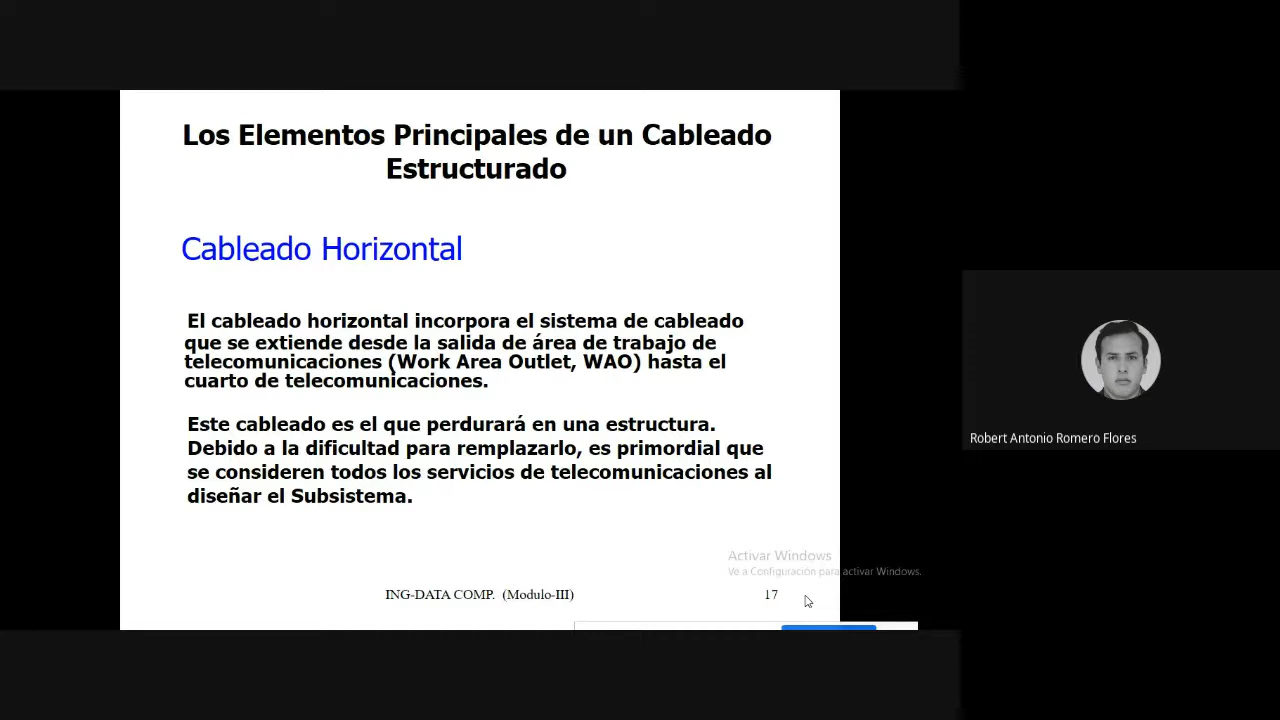 Los Elementos Principales de un Cableado
Estructurado
Cableado Horizontal
El cableado horizontal incorpora el sistema de cableado
que se extiende desde la salida de área de trabajo de
telecomunicaciones (Work Area Outlet, WAO) hasta el
cuarto de telecomunicaciones.
Este cableado es el que perdurará en una estructura.
Debido a la dificultad para remplazarlo, es primordial que
se consideren todos los servicios de telecomunicaciones al
diseñar el Subsistema.
Activar Windows
Ve a Configuración para activar Windows.
ING-DATA COMP. (Modulo-III)
17
Robert Antonio Romero Flores